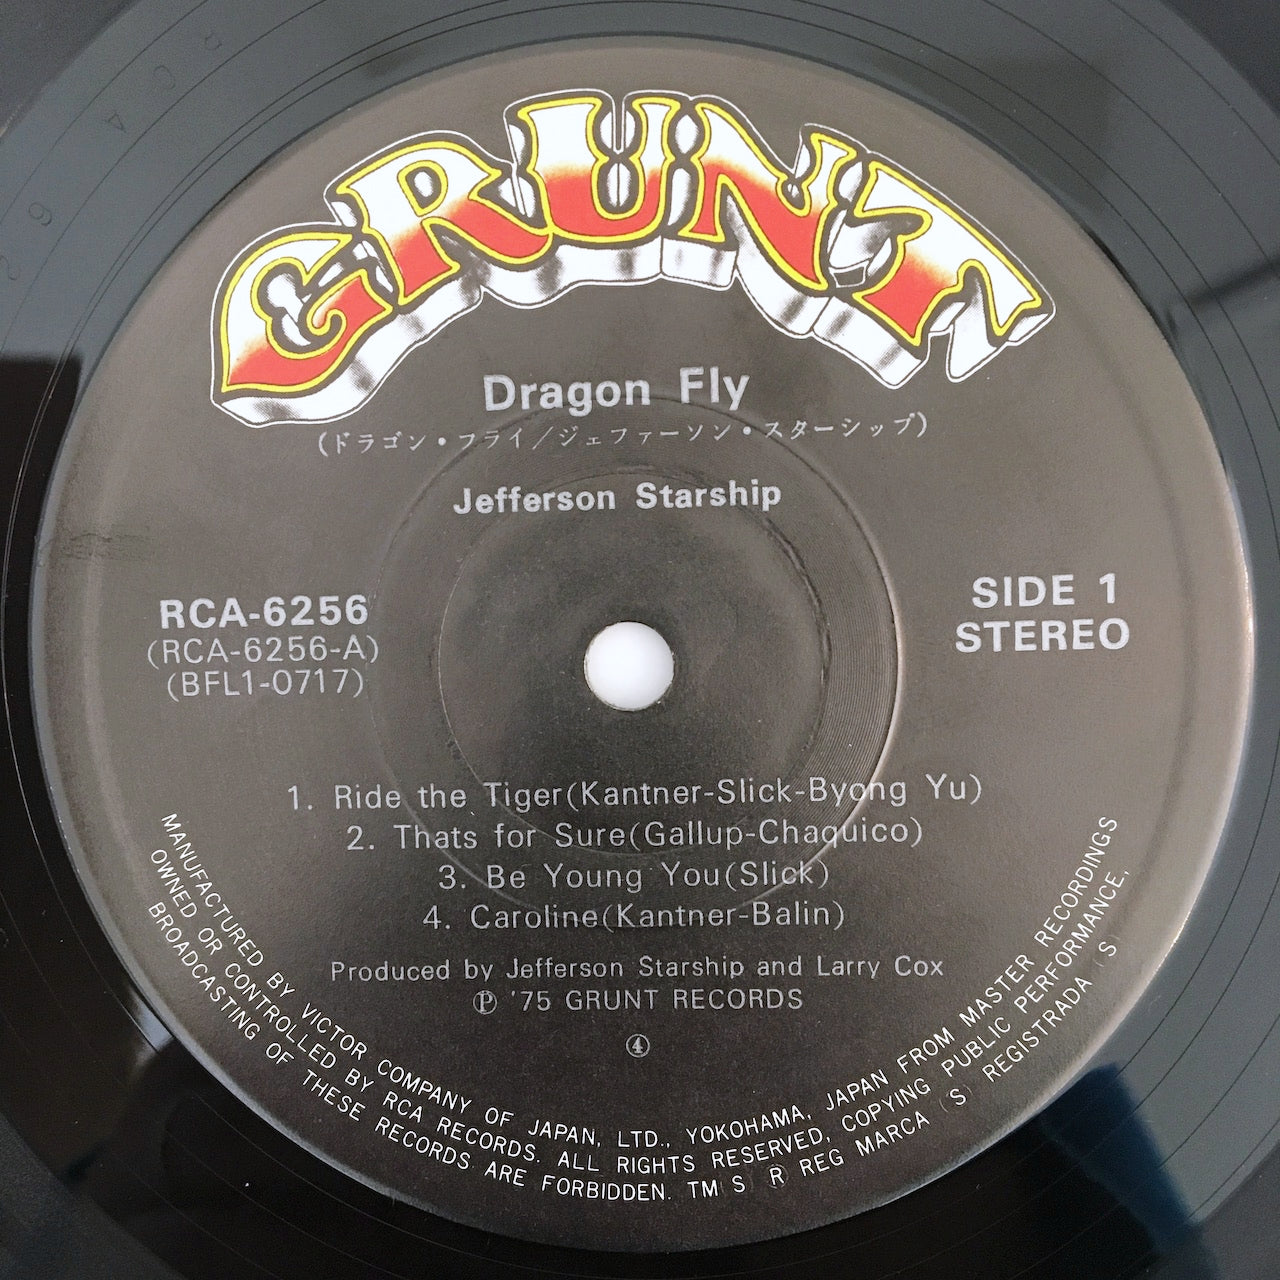 GRUNT
Dragon Fly
(ドラゴン・フライ/ジェファーソン・スターシップ)
Jefferson Starship
RCA-6256
(RCA-6256-A)
(BFL1-0717)
SIDE 1
STEREO
1. Ride the Tiger(Kantner-Slick-Byong Yu)
2. Thats for Sure(Gallup-Chaquico)
3. Be Young You(Slick)
4. Caroline(Kantner-Balin)
Produced by Jefferson Starship and Larry Cox
Ⓟ '75 GRUNT RECORDS
④
MANUFACTURED BY VICTOR COMPANY OF JAPAN, LTD., YOKOHAMA, JAPAN FROM MASTER RECORDINGS
OWNED OR CONTROLLED BY RCA RECORDS. ALL RIGHTS RESERVED, COPYING PUBLIC PERFORMANCE,
BROADCASTING OF THESE RECORDS ARE FORBIDDEN. TM(S) ® REG MARCA (S) REGISTRADA (S)